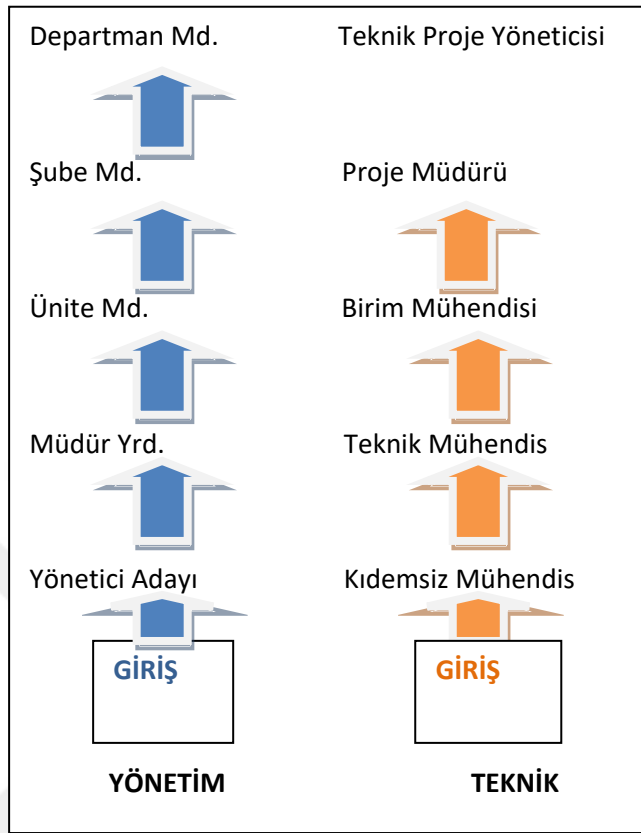 Departman Md. Teknik Proje Yöneticisi
Şube Md. Proje Müdürü
Ünite Md. Birim Mühendisi
Müdür Yrd. Teknik Mühendis
Yönetici Adayı Kıdemsiz Mühendis
GİRİŞ GİRİŞ
YÖNETİM TEKNİK